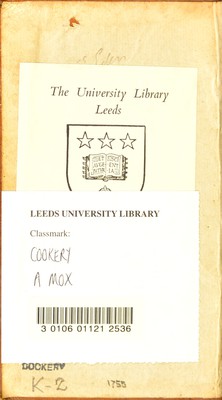 The University Library
Leeds
LEEDS UNIVERSITY LIBRARY
Classmark:
COOKERY
A MOX
3 0106 01121 2536
COOKERY
K-2
1755